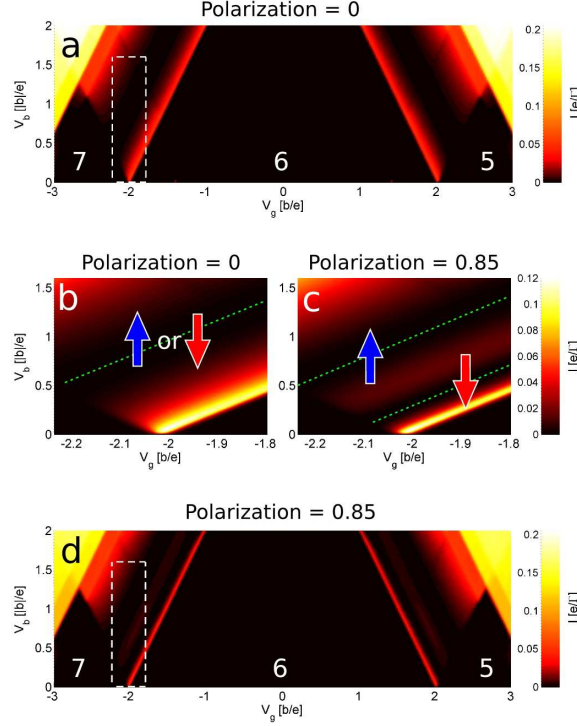 Polarization = 0
a
V_b [|b|/e]
2
1.5
1
0.5
0
7
6
5
-3 -2 -1 0 1 2 3
V_g [b/e]
0.2
0.15
0.1
0.05
0
Polarization = 0
b
or
V_b [|b|/e]
1.5
1
0.5
0
-2.2 -2.1 -2 -1.9 -1.8
V_g [b/e]
Polarization = 0.85
c
1.5
1
0.5
0
-2.2 -2.1 -2 -1.9 -1.8
V_g [b/e]
0.12
0.10
0.08
0.06
0.04
0.02
0
Polarization = 0.85
d
V_b [|b|/e]
2
1.5
1
0.5
0
7
6
5
-3 -2 -1 0 1 2 3
V_g [b/e]
0.2
0.15
0.1
0.05
0